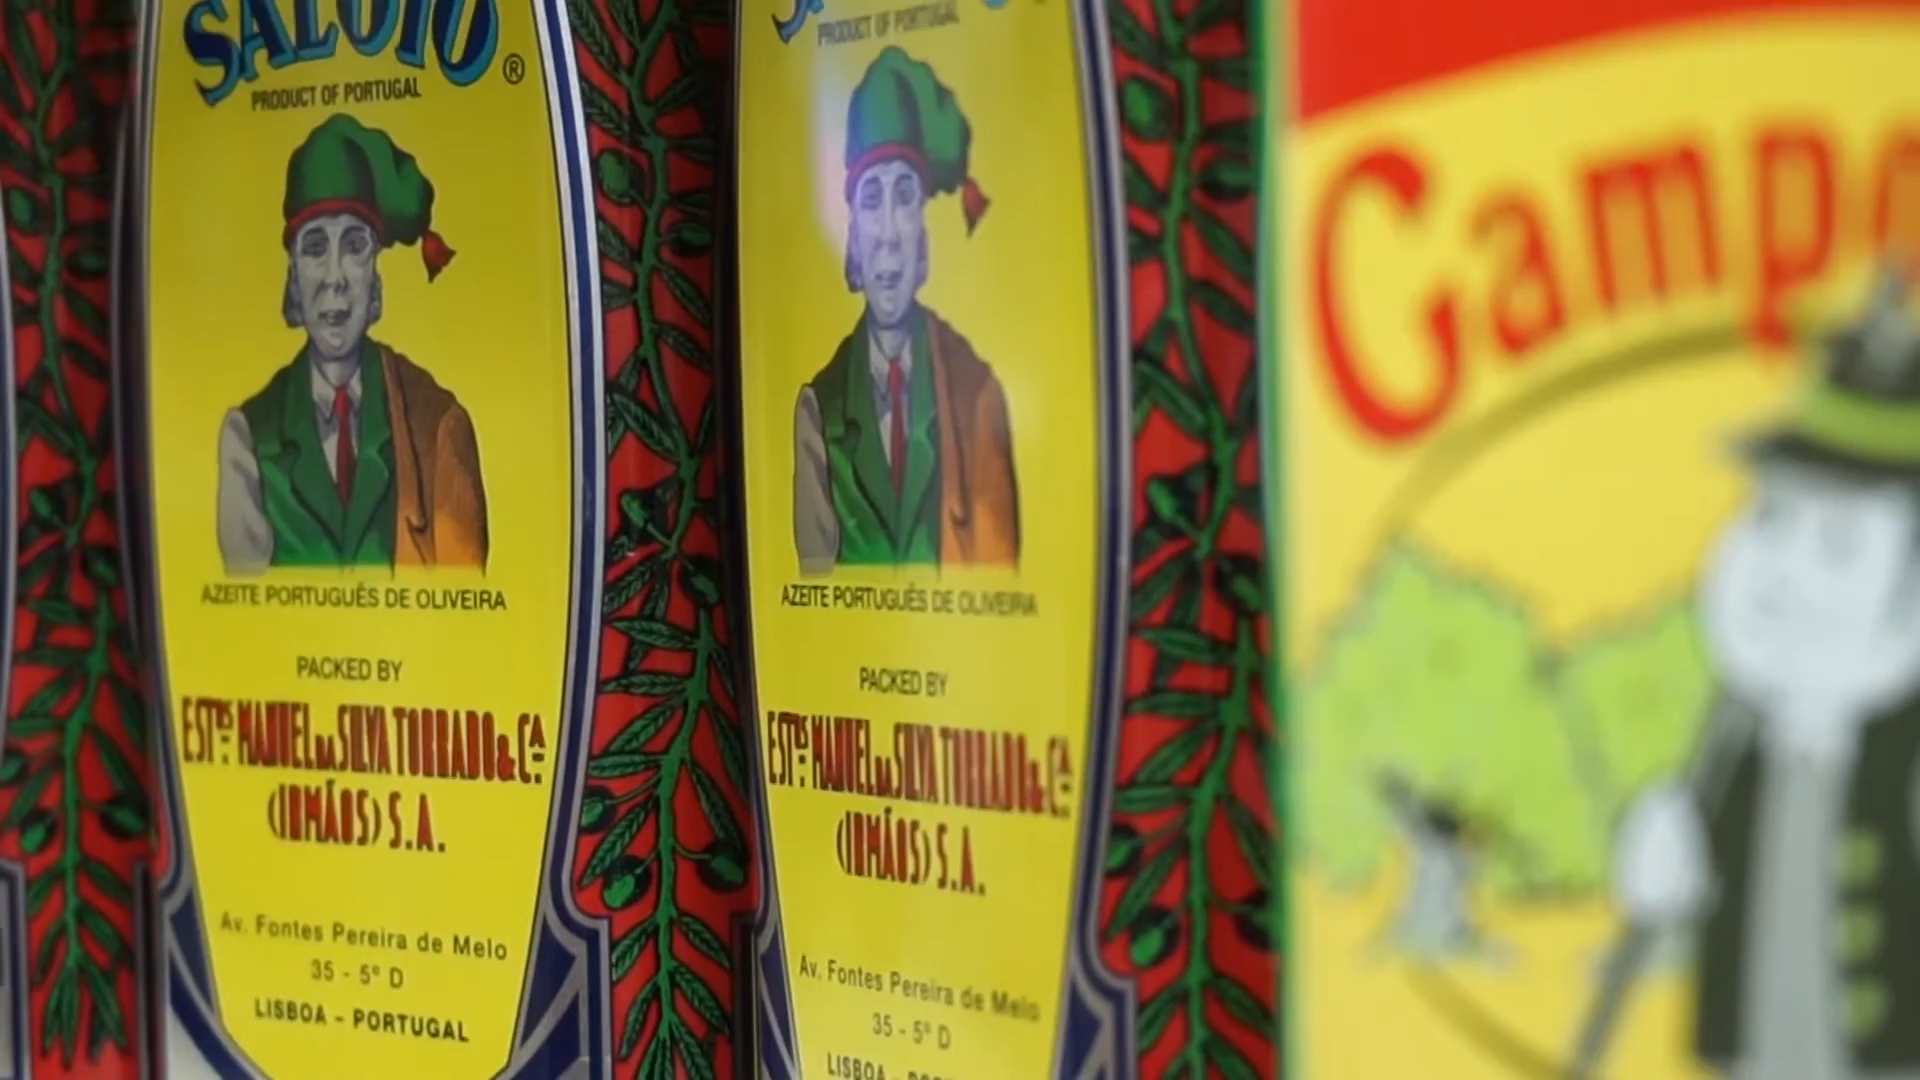 SALOIO®
PRODUCT OF PORTUGAL
AZEITE PORTUGUÊS DE OLIVEIRA
PACKED BY
ESTOS MANUEL DA SILVA TORRADO & CA
(IRMÃOS) S.A.
Av. Fontes Pereira de Melo
35 - 5º D
LISBOA - PORTUGAL
PRODUCT OF PORTUGAL
AZEITE PORTUGUÊS DE OLIVEIRA
PACKED BY
ESTOS MANUEL DA SILVA TORRADO & CA
(IRMÃOS) S.A.
Av. Fontes Pereira de Melo
35 - 5º D
LISBOA
Campo